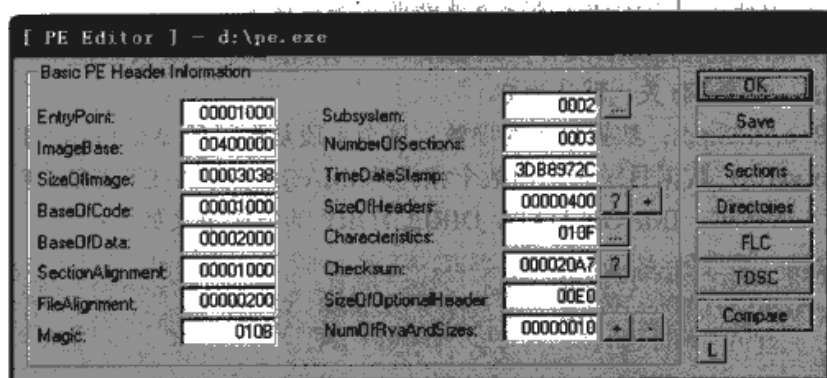 [ PE Editor ] - d:\pe.exe
Basic PE Header Information
EntryPoint: 00001000
ImageBase: 00400000
SizeOfImage: 00003038
BaseOfCode: 00001000
BaseOfData: 00002000
SectionAlignment: 00001000
FileAlignment: 00000200
Magic: 010B
Subsystem: 0002 ...
NumberOfSections: 0003
TimeDateStamp: 3DB8972C
SizeOfHeaders: 00000400 ? +
Characteristics: 010F ...
Checksum: 000020A7 ?
SizeOfOptionalHeader: 00E0
NumOfRvaAndSizes: 00000010 + -
OK
Save
Sections
Directories
FLC
TDSC
Compare
L